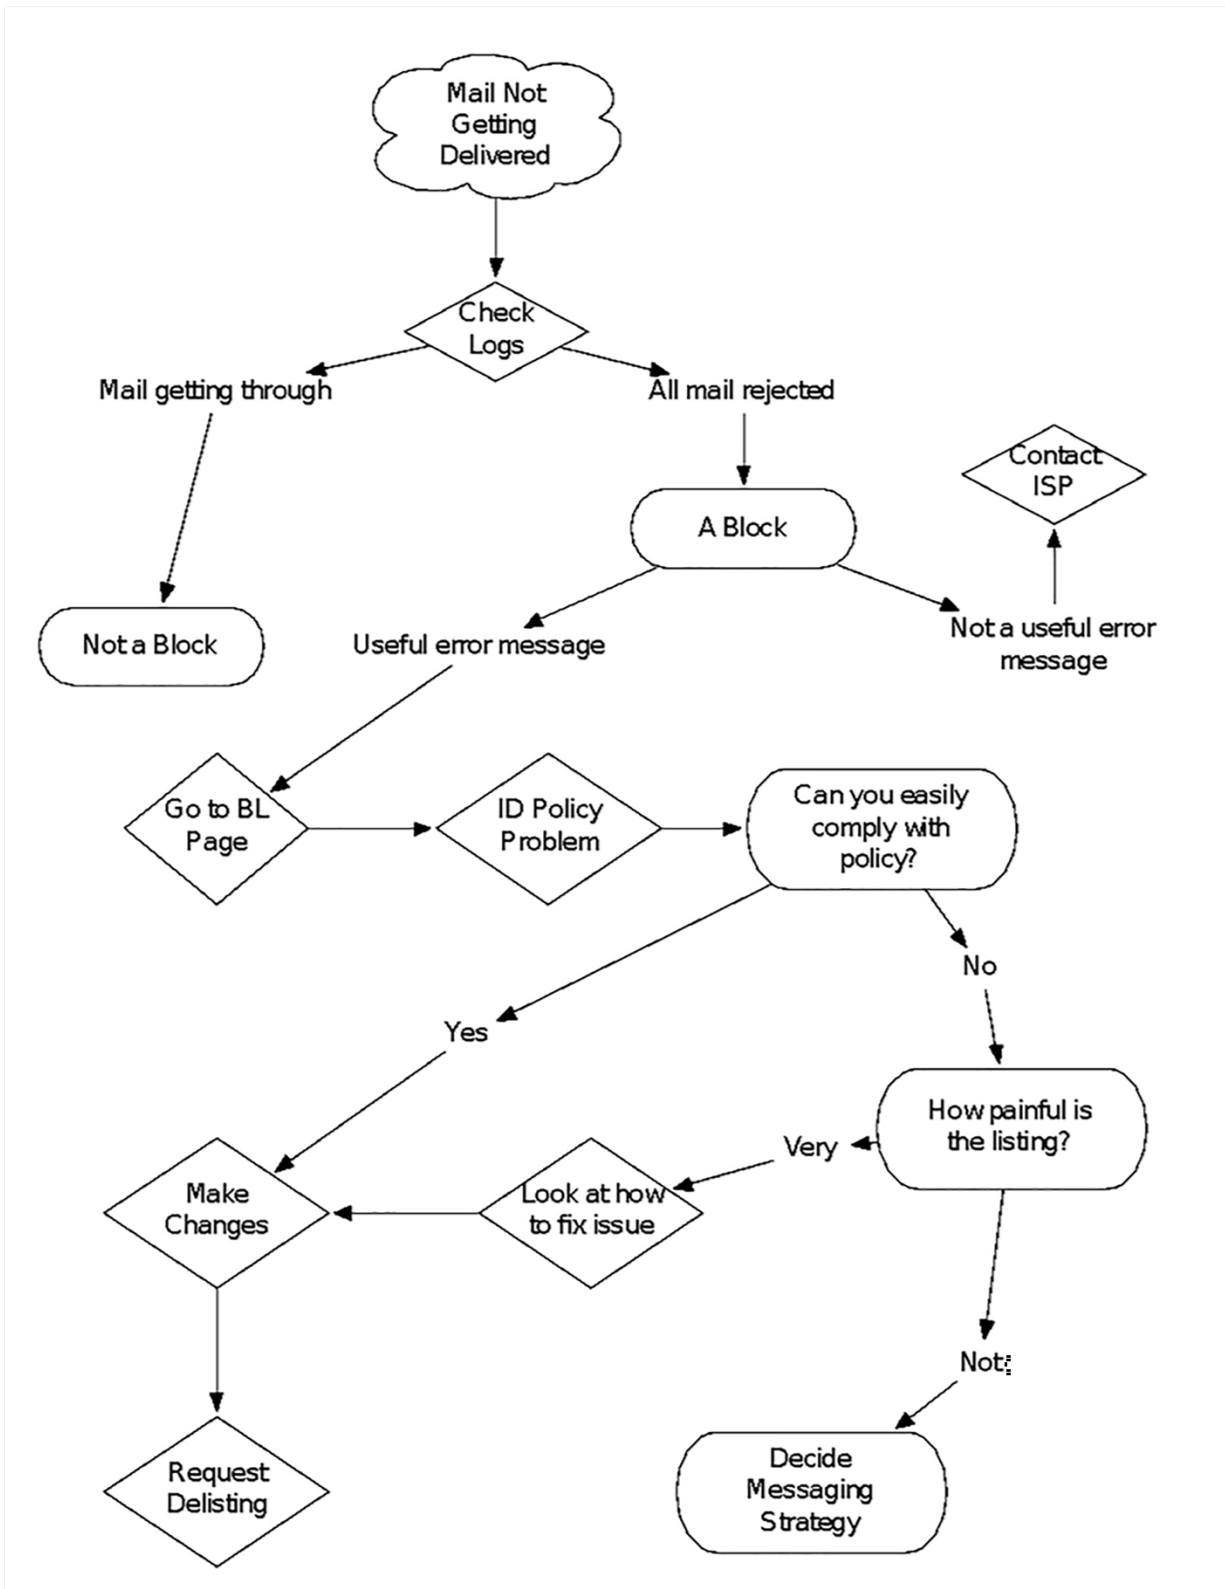 Mail Not
Getting
Delivered
Check
Logs
Mail getting through
All mail rejected
Contact
ISP
A Block
Not a Block
Useful error message
Not a useful error
message
Go to BL
Page
ID Policy
Problem
Can you easily
comply with
policy?
No
Yes
How painful is
the listing?
Very
Make
Changes
Look at how
to fix issue
Not
Decide
Messaging
Strategy
Request
Delisting